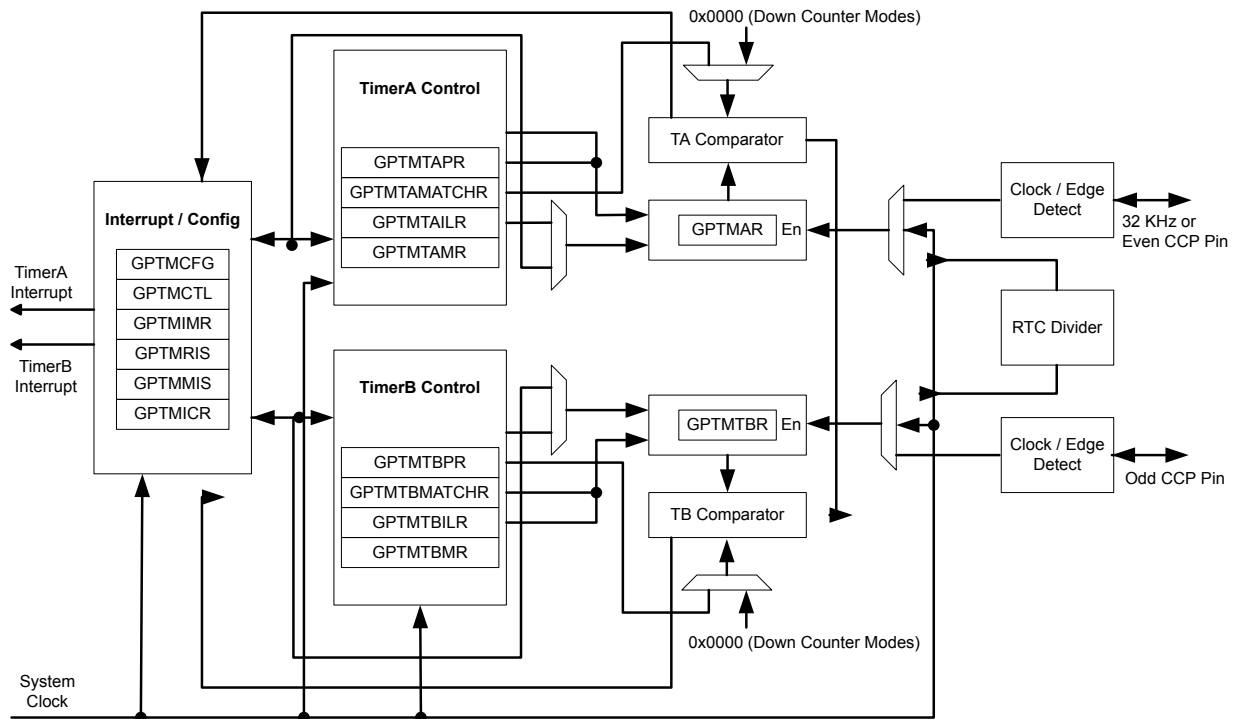 0x0000 (Down Counter Modes)
TimerA Control
GPTMTAPR
GPTMTAMATCHR
GPTMTAILR
GPTMTAMR
TA Comparator
GPTMAR
En
Clock / Edge
Detect
32 KHz or
Even CCP Pin
Interrupt / Config
GPTMCFG
GPTMCTL
GPTMIMR
GPTMRIS
GPTMMIS
GPTMICR
TimerA
Interrupt
TimerB
Interrupt
RTC Divider
TimerB Control
GPTMTBPR
GPTMTBMATCHR
GPTMTBILR
GPTMTBMR
GPTMTBR
En
TB Comparator
Clock / Edge
Detect
Odd CCP Pin
0x0000 (Down Counter Modes)
System
Clock